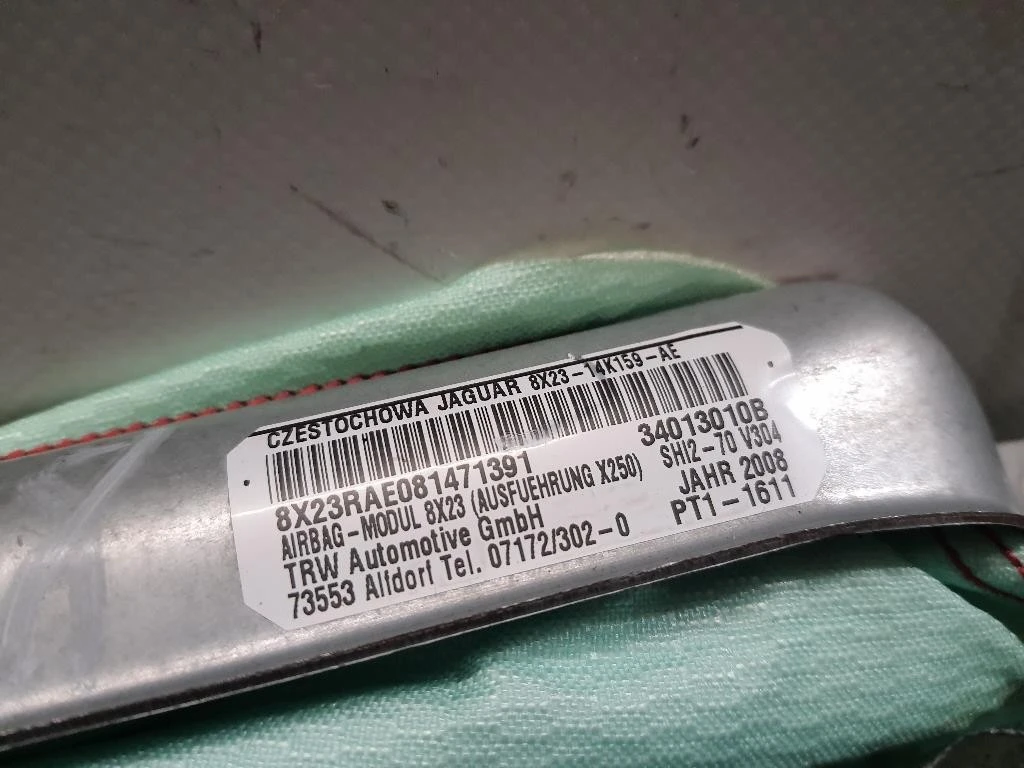 CZESTOCHOWA JAGUAR 8X23-14K159-AE
8X23RAE081471391
34013010B
AIRBAG-MODUL 8X23 (AUSFUEHRUNG X250)
SH12-70 V304
TRW Automotive GmbH
JAHR 2008
73553 Alfdorf Tel. 07172/302-0
PT1-1611